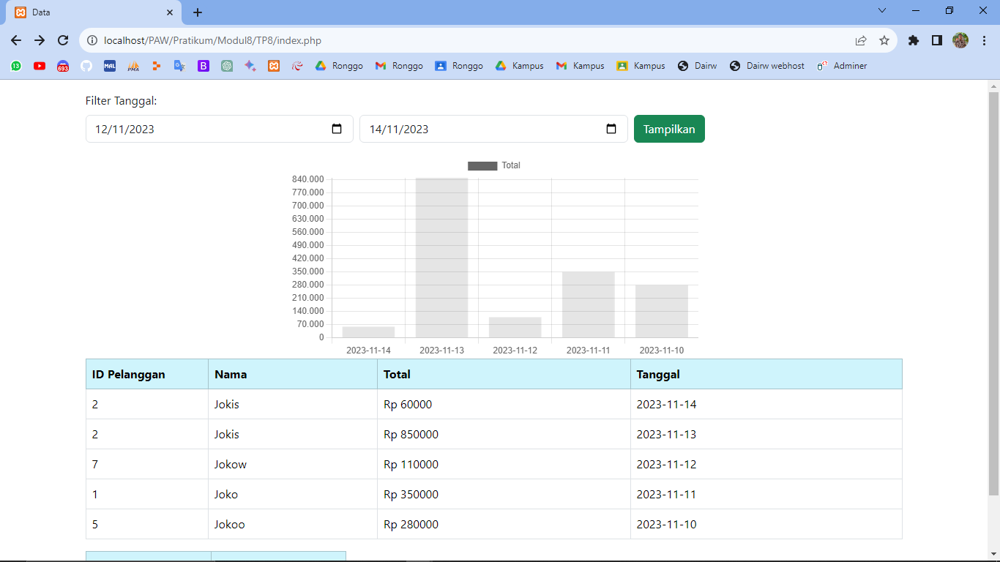 Data
localhost/PAW/Pratikum/Modul8/TP8/index.php
13 693 MAL PMA B Ronggo Ronggo Ronggo Kampus Kampus Kampus Dairw Dairw webhost Adminer
Filter Tanggal:
12/11/2023 14/11/2023 Tampilkan
Total
840.000
770.000
700.000
630.000
560.000
490.000
420.000
350.000
280.000
210.000
140.000
70.000
0
2023-11-14 2023-11-13 2023-11-12 2023-11-11 2023-11-10
ID Pelanggan Nama Total Tanggal
2 Jokis Rp 60000 2023-11-14
2 Jokis Rp 850000 2023-11-13
7 Jokow Rp 110000 2023-11-12
1 Joko Rp 350000 2023-11-11
5 Jokoo Rp 280000 2023-11-10